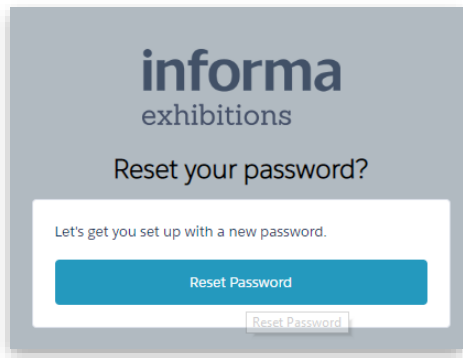 informa
exhibitions
Reset your password?
Let's get you set up with a new password.
Reset Password
Reset Password